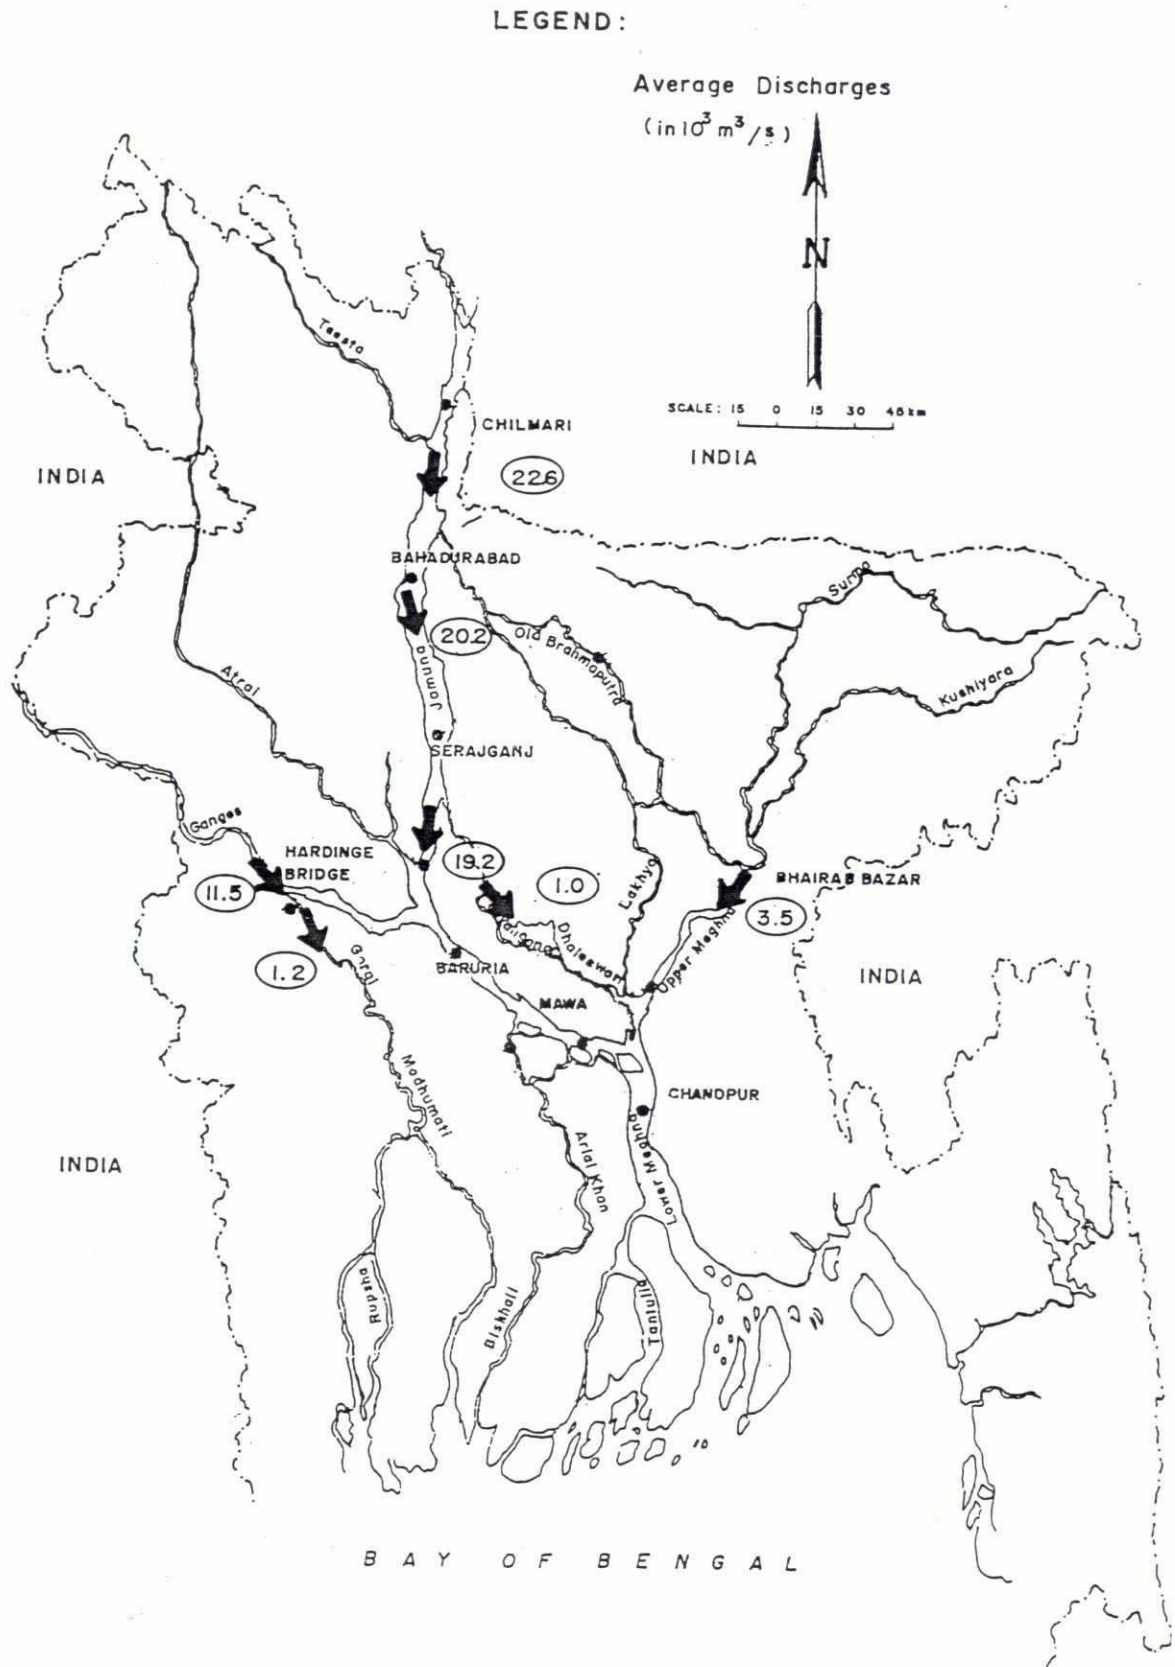 LEGEND:
Average Discharges
(in 10³ m³/s)
N
SCALE: 15 0 15 30 45 km
Teesta
CHILMARI
INDIA
INDIA
22.6
BAHADURABAD
Surma
20.2
Old Brahmaputra
Jamuna
Atrai
Kushiyara
SERAJGANJ
Ganges
HARDINGE
BRIDGE
19.2
1.0
Lakhya
BHAIRAB BAZAR
11.5
3.5
Dhaleswari
Upper Meghna
1.2
Gorai
BARURIA
INDIA
MAWA
Madhumati
CHANDPUR
Arial Khan
Lower Meghna
INDIA
Rupsha
Biskhali
Tantulia
BAY OF BENGAL